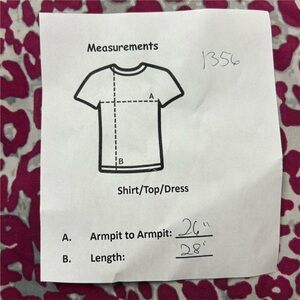 Measurements
1356
A
B
Shirt/Top/Dress
A. Armpit to Armpit: 26"
B. Length: 28"